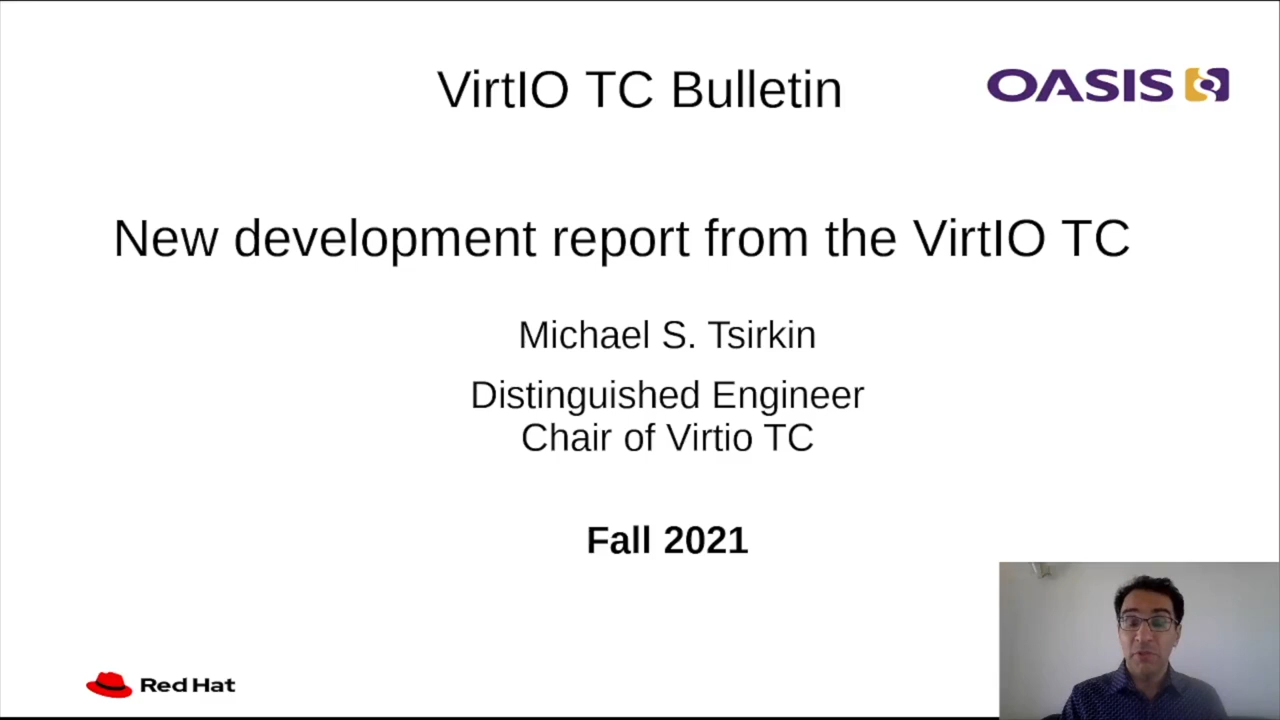 VirtIO TC Bulletin
OASIS
New development report from the VirtIO TC
Michael S. Tsirkin
Distinguished Engineer
Chair of Virtio TC
Fall 2021
Red Hat